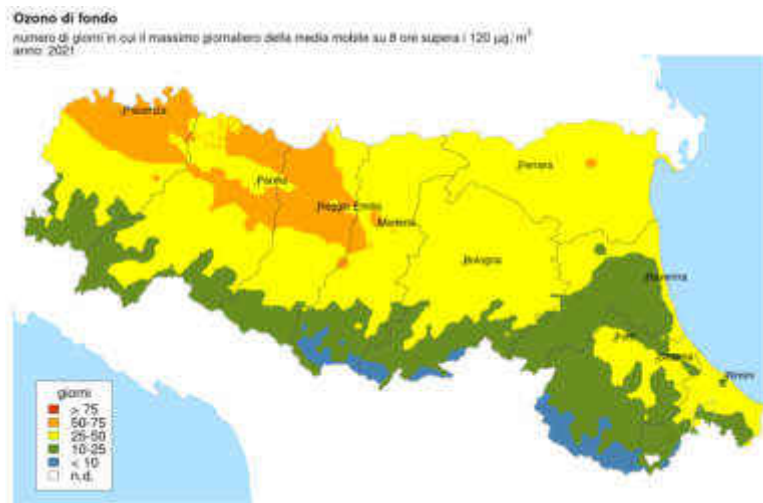 Ozono di fondo
numero di giorni in cui il massimo giornaliero della media mobile su 8 ore supera i 120 µg/m³
anno: 2021
Piacenza
Parma
Ferrara
Reggio Emilia
Modena
Bologna
Ravenna
Forlì
Cesena
Rimini
giorni
> 75
50-75
25-50
10-25
< 10
n.d.